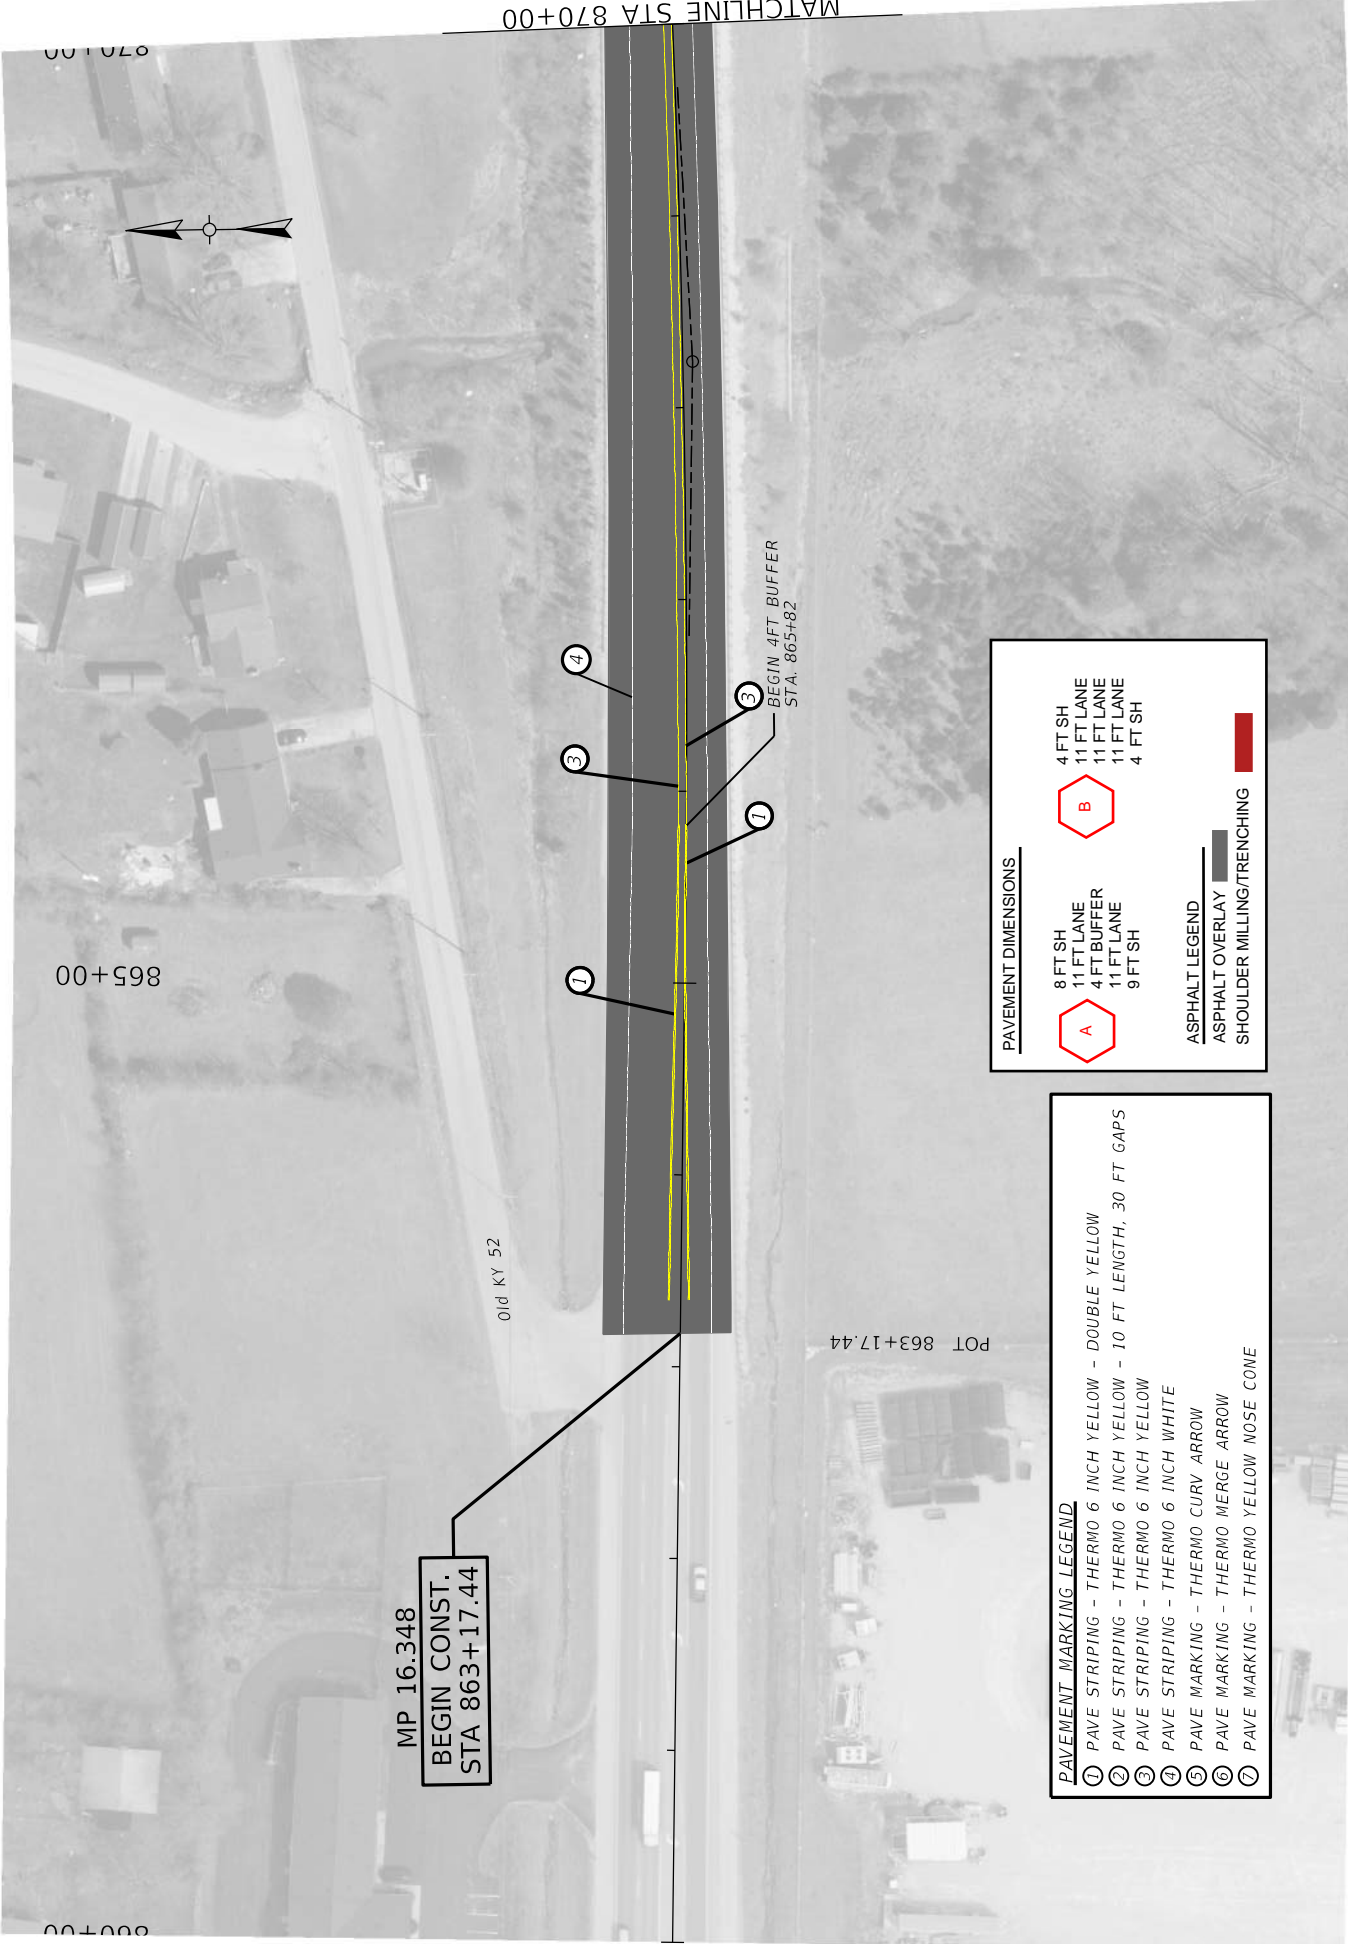 MATCHLINE STA 870+00
870+00
4
3
3
BEGIN 4FT BUFFER
STA. 865+82
1
1
865+00
Old KY 52
POT 863+17.44
MP 16.348
BEGIN CONST.
STA 863+17.44
860+00
PAVEMENT DIMENSIONS
A
8 FT SH
11 FT LANE
4 FT BUFFER
11 FT LANE
9 FT SH
B
4 FT SH
11 FT LANE
11 FT LANE
11 FT LANE
4 FT SH
ASPHALT LEGEND
ASPHALT OVERLAY
SHOULDER MILLING/TRENCHING
PAVEMENT MARKING LEGEND
1 PAVE STRIPING - THERMO 6 INCH YELLOW - DOUBLE YELLOW
2 PAVE STRIPING - THERMO 6 INCH YELLOW - 10 FT LENGTH, 30 FT GAPS
3 PAVE STRIPING - THERMO 6 INCH YELLOW
4 PAVE STRIPING - THERMO 6 INCH WHITE
5 PAVE MARKING - THERMO CURV ARROW
6 PAVE MARKING - THERMO MERGE ARROW
7 PAVE MARKING - THERMO YELLOW NOSE CONE